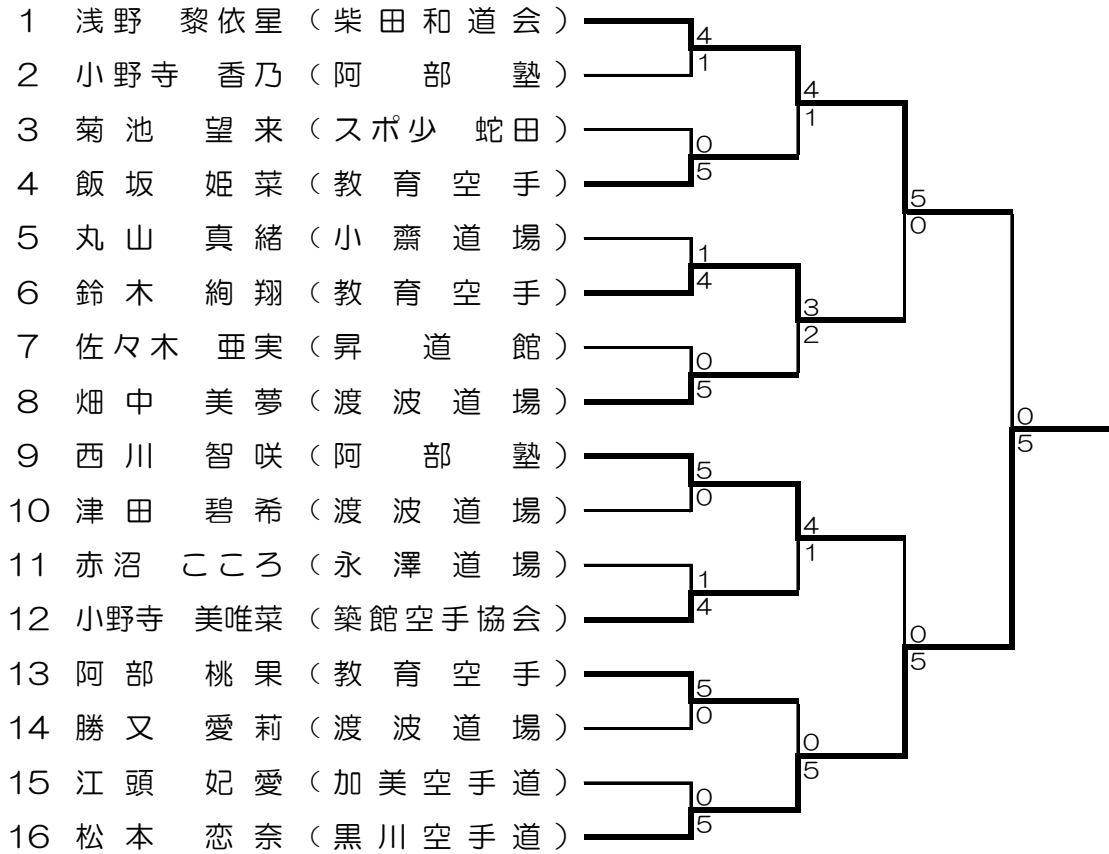 1 浅野 黎依星 (柴田和道会)
2 小野寺 香乃 (阿部塾)
3 菊池 望来 (スポ少 蛇田)
4 飯坂 姫菜 (教育空手)
5 丸山 真緒 (小齋道場)
6 鈴木 絢翔 (教育空手)
7 佐々木 亜実 (昇道館)
8 畑中 美夢 (渡波道場)
9 西川 智咲 (阿部塾)
10 津田 碧希 (渡波道場)
11 赤沼 こころ (永澤道場)
12 小野寺 美唯菜 (築館空手協会)
13 阿部 桃果 (教育空手)
14 勝又 愛莉 (渡波道場)
15 江頭 妃愛 (加美空手道)
16 松本 恋奈 (黒川空手道)
4
1
0
5
1
4
0
5
5
0
1
4
5
0
0
5
4
1
3
2
4
1
0
5
5
0
0
5
0
5